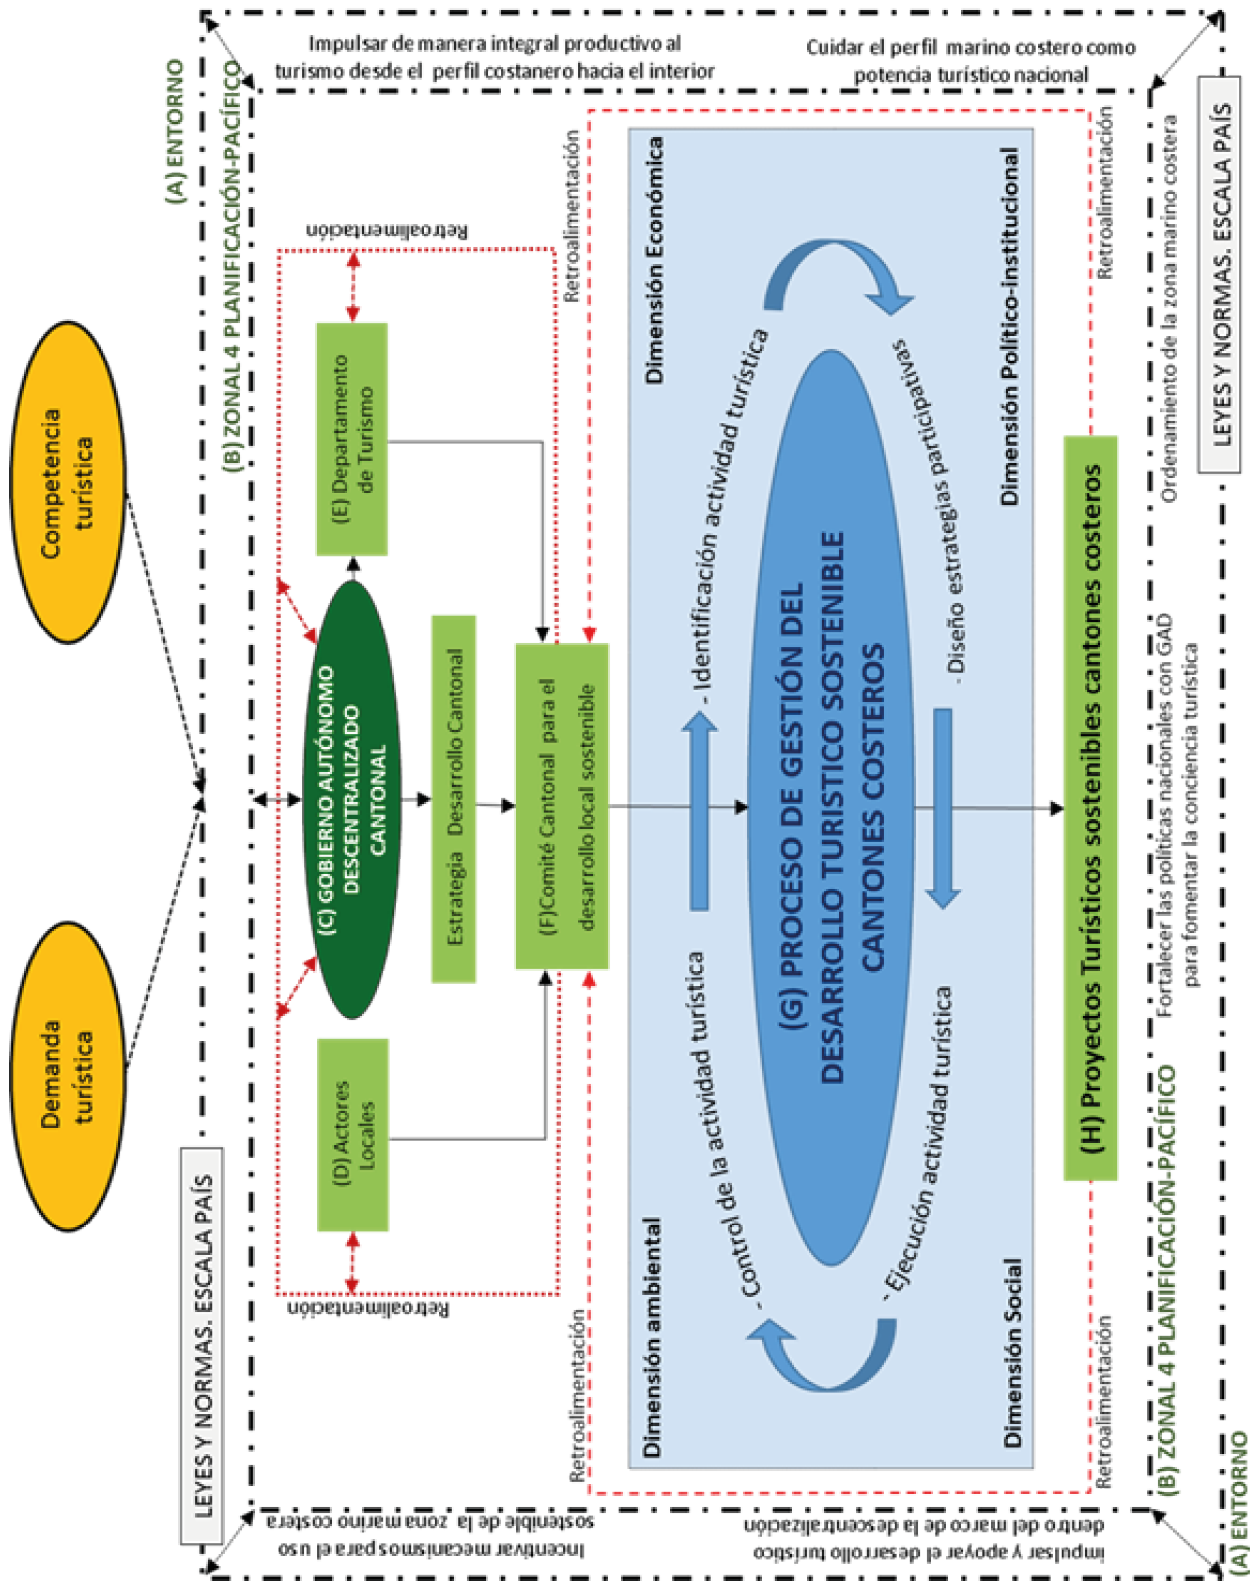 Demanda
turística
Competencia
turística
LEYES Y NORMAS. ESCALA PAÍS
(A) ENTORNO
(B) ZONAL 4 PLANIFICACIÓN-PACÍFICO
Incentivar mecanismos para el uso
sostenible de la zona marino costera
Impulsar de manera integral productivo al
turismo desde el perfil costanero hacia el interior
Retroalimentación
Retroalimentación
(D) Actores
Locales
(C) GOBIERNO AUTÓNOMO
DESCENTRALIZADO
CANTONAL
(E) Departamento
de Turismo
Estrategia Desarrollo Cantonal
(F)Comité Cantonal para el
desarrollo local sostenible
Retroalimentación
Retroalimentación
Dimensión ambiental
Dimensión Económica
- Control de la actividad turística
- Identificación actividad turística
(G) PROCESO DE GESTIÓN DEL
DESARROLLO TURISTICO SOSTENIBLE
CANTONES COSTEROS
- Ejecución actividad turística
- Diseño estrategias participativas
Dimensión Social
Dimensión Político-institucional
impulsar y apoyar el desarrollo turístico
dentro del marco de la descentralización
Cuidar el perfil marino costero como
potencia turístico nacional
Retroalimentación
Retroalimentación
(H) Proyectos Turísticos sostenibles cantones costeros
(B) ZONAL 4 PLANIFICACIÓN-PACÍFICO
Fortalecer las políticas nacionales con GAD
para fomentar la conciencia turística
Ordenamiento de la zona marino costera
LEYES Y NORMAS. ESCALA PAÍS
(A) ENTORNO